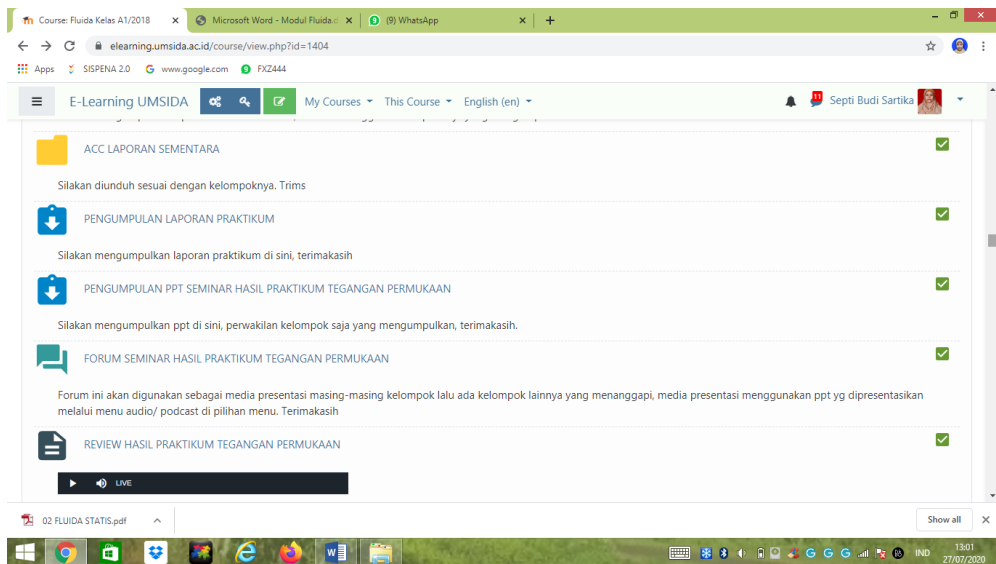 Course: Fluida Kelas A1/2018
Microsoft Word - Modul Fluida.d
(9) WhatsApp
elearning.umsida.ac.id/course/view.php?id=1404
Apps SISPENA 2.0 www.google.com FXZ444
E-Learning UMSIDA My Courses This Course English (en) 11 Septi Budi Sartika
ACC LAPORAN SEMENTARA
Silakan diunduh sesuai dengan kelompoknya. Trims
PENGUMPULAN LAPORAN PRAKTIKUM
Silakan mengumpulkan laporan praktikum di sini, terimakasih
PENGUMPULAN PPT SEMINAR HASIL PRAKTIKUM TEGANGAN PERMUKAAN
Silakan mengumpulkan ppt di sini, perwakilan kelompok saja yang mengumpulkan, terimakasih.
FORUM SEMINAR HASIL PRAKTIKUM TEGANGAN PERMUKAAN
Forum ini akan digunakan sebagai media presentasi masing-masing kelompok lalu ada kelompok lainnya yang menanggapi, media presentasi menggunakan ppt yg dipresentasikan
melalui menu audio/ podcast di pilihan menu. Terimakasih
REVIEW HASIL PRAKTIKUM TEGANGAN PERMUKAAN
LIVE
02 FLUIDA STATIS.pdf Show all
IND 13:01
27/07/2020